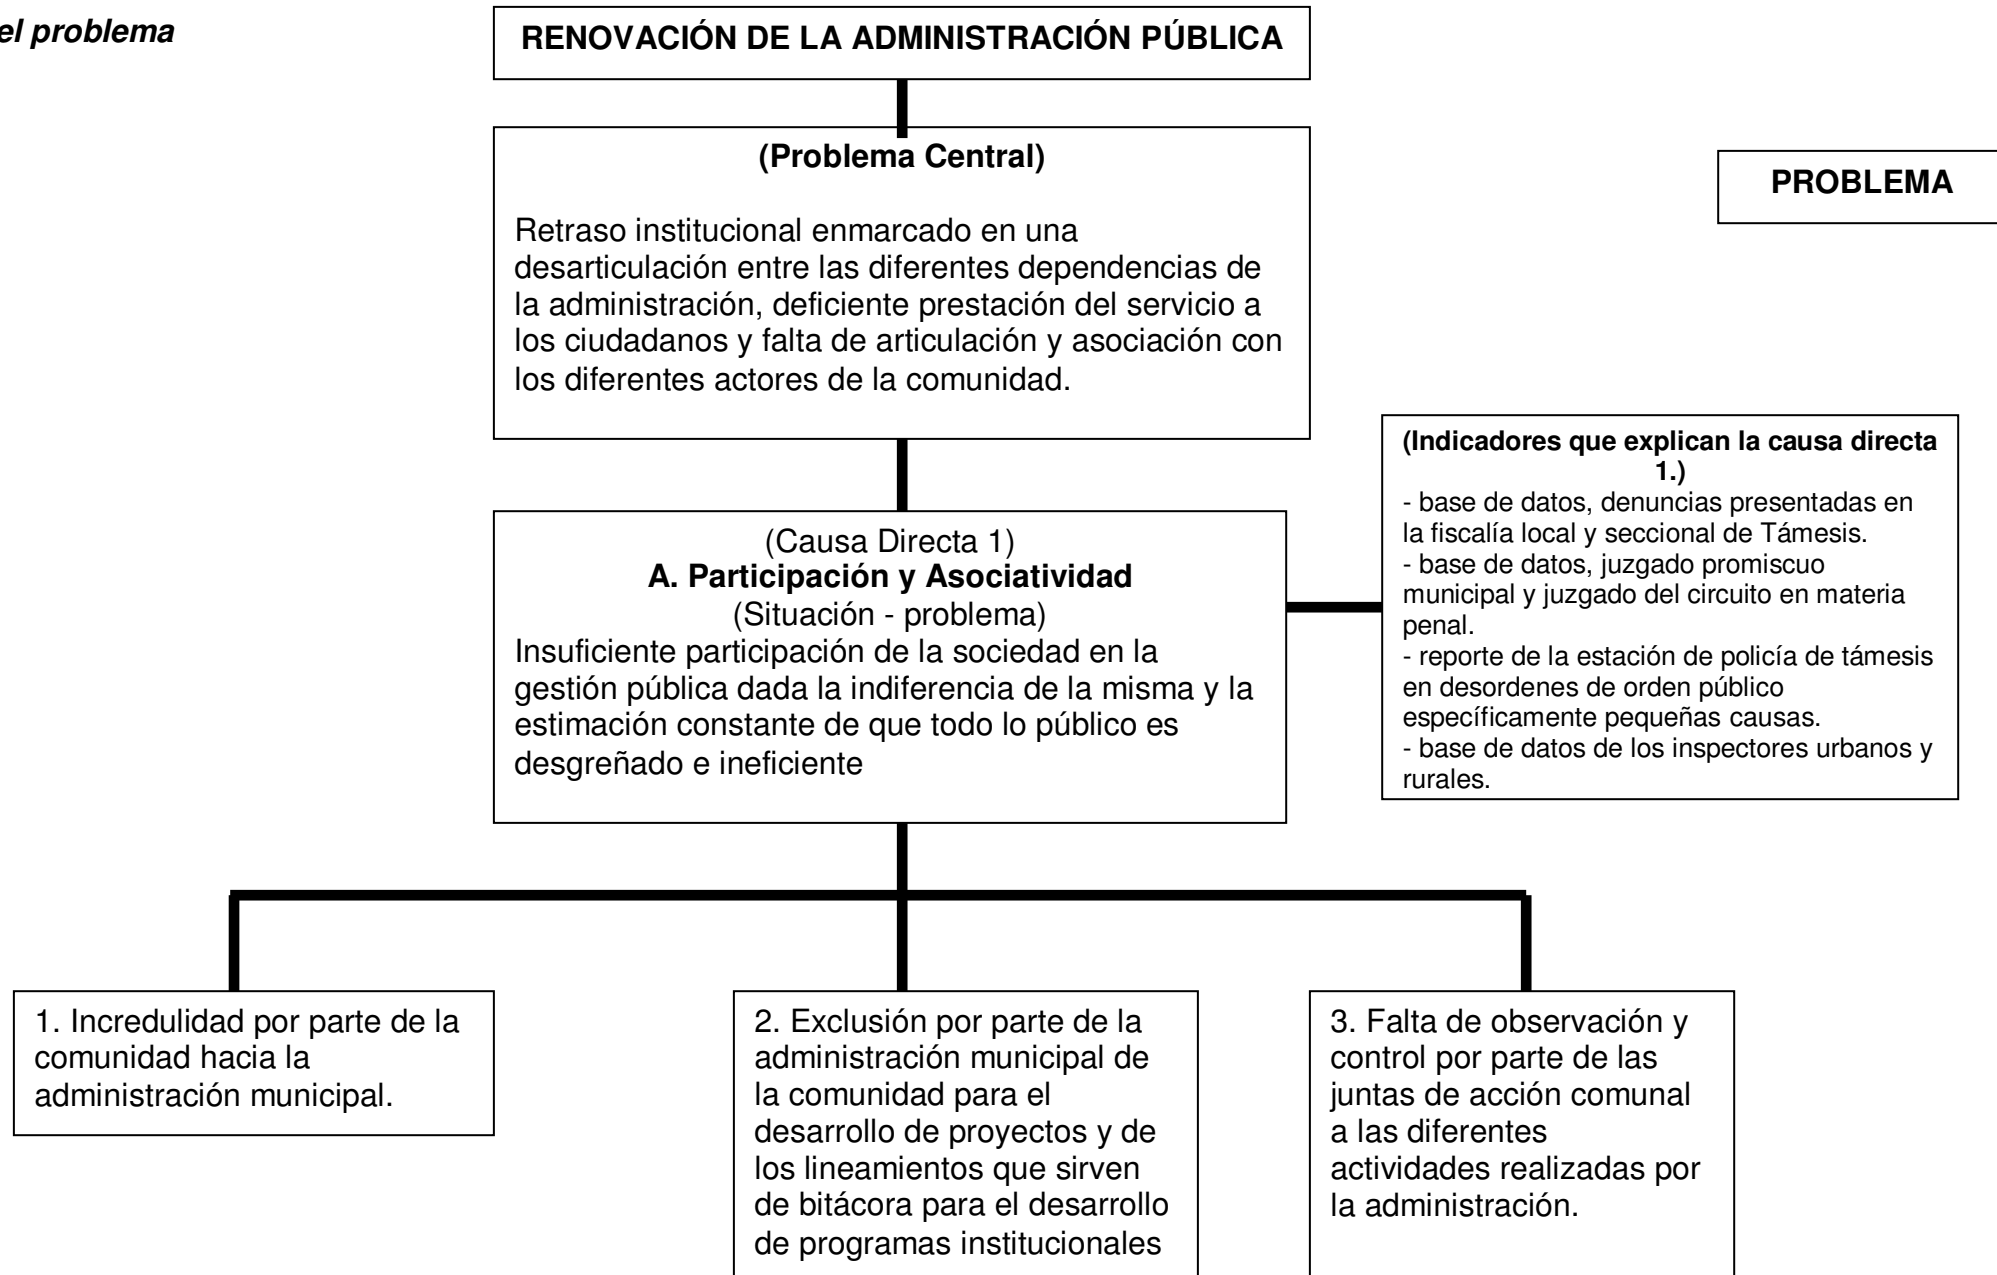 el problema
RENOVACIÓN DE LA ADMINISTRACIÓN PÚBLICA
(Problema Central)
Retraso institucional enmarcado en una
desarticulación entre las diferentes dependencias de
la administración, deficiente prestación del servicio a
los ciudadanos y falta de articulación y asociación con
los diferentes actores de la comunidad.
PROBLEMA
(Causa Directa 1)
A. Participación y Asociatividad
(Situación - problema)
Insuficiente participación de la sociedad en la
gestión pública dada la indiferencia de la misma y la
estimación constante de que todo lo público es
desgreñado e ineficiente
(Indicadores que explican la causa directa
1.)
- base de datos, denuncias presentadas en
la fiscalía local y seccional de Támesis.
- base de datos, juzgado promiscuo
municipal y juzgado del circuito en materia
penal.
- reporte de la estación de policía de támesis
en desordenes de orden público
específicamente pequeñas causas.
- base de datos de los inspectores urbanos y
rurales.
1. Incredulidad por parte de la
comunidad hacia la
administración municipal.
2. Exclusión por parte de la
administración municipal de
la comunidad para el
desarrollo de proyectos y de
los lineamientos que sirven
de bitácora para el desarrollo
de programas institucionales
3. Falta de observación y
control por parte de las
juntas de acción comunal
a las diferentes
actividades realizadas por
la administración.